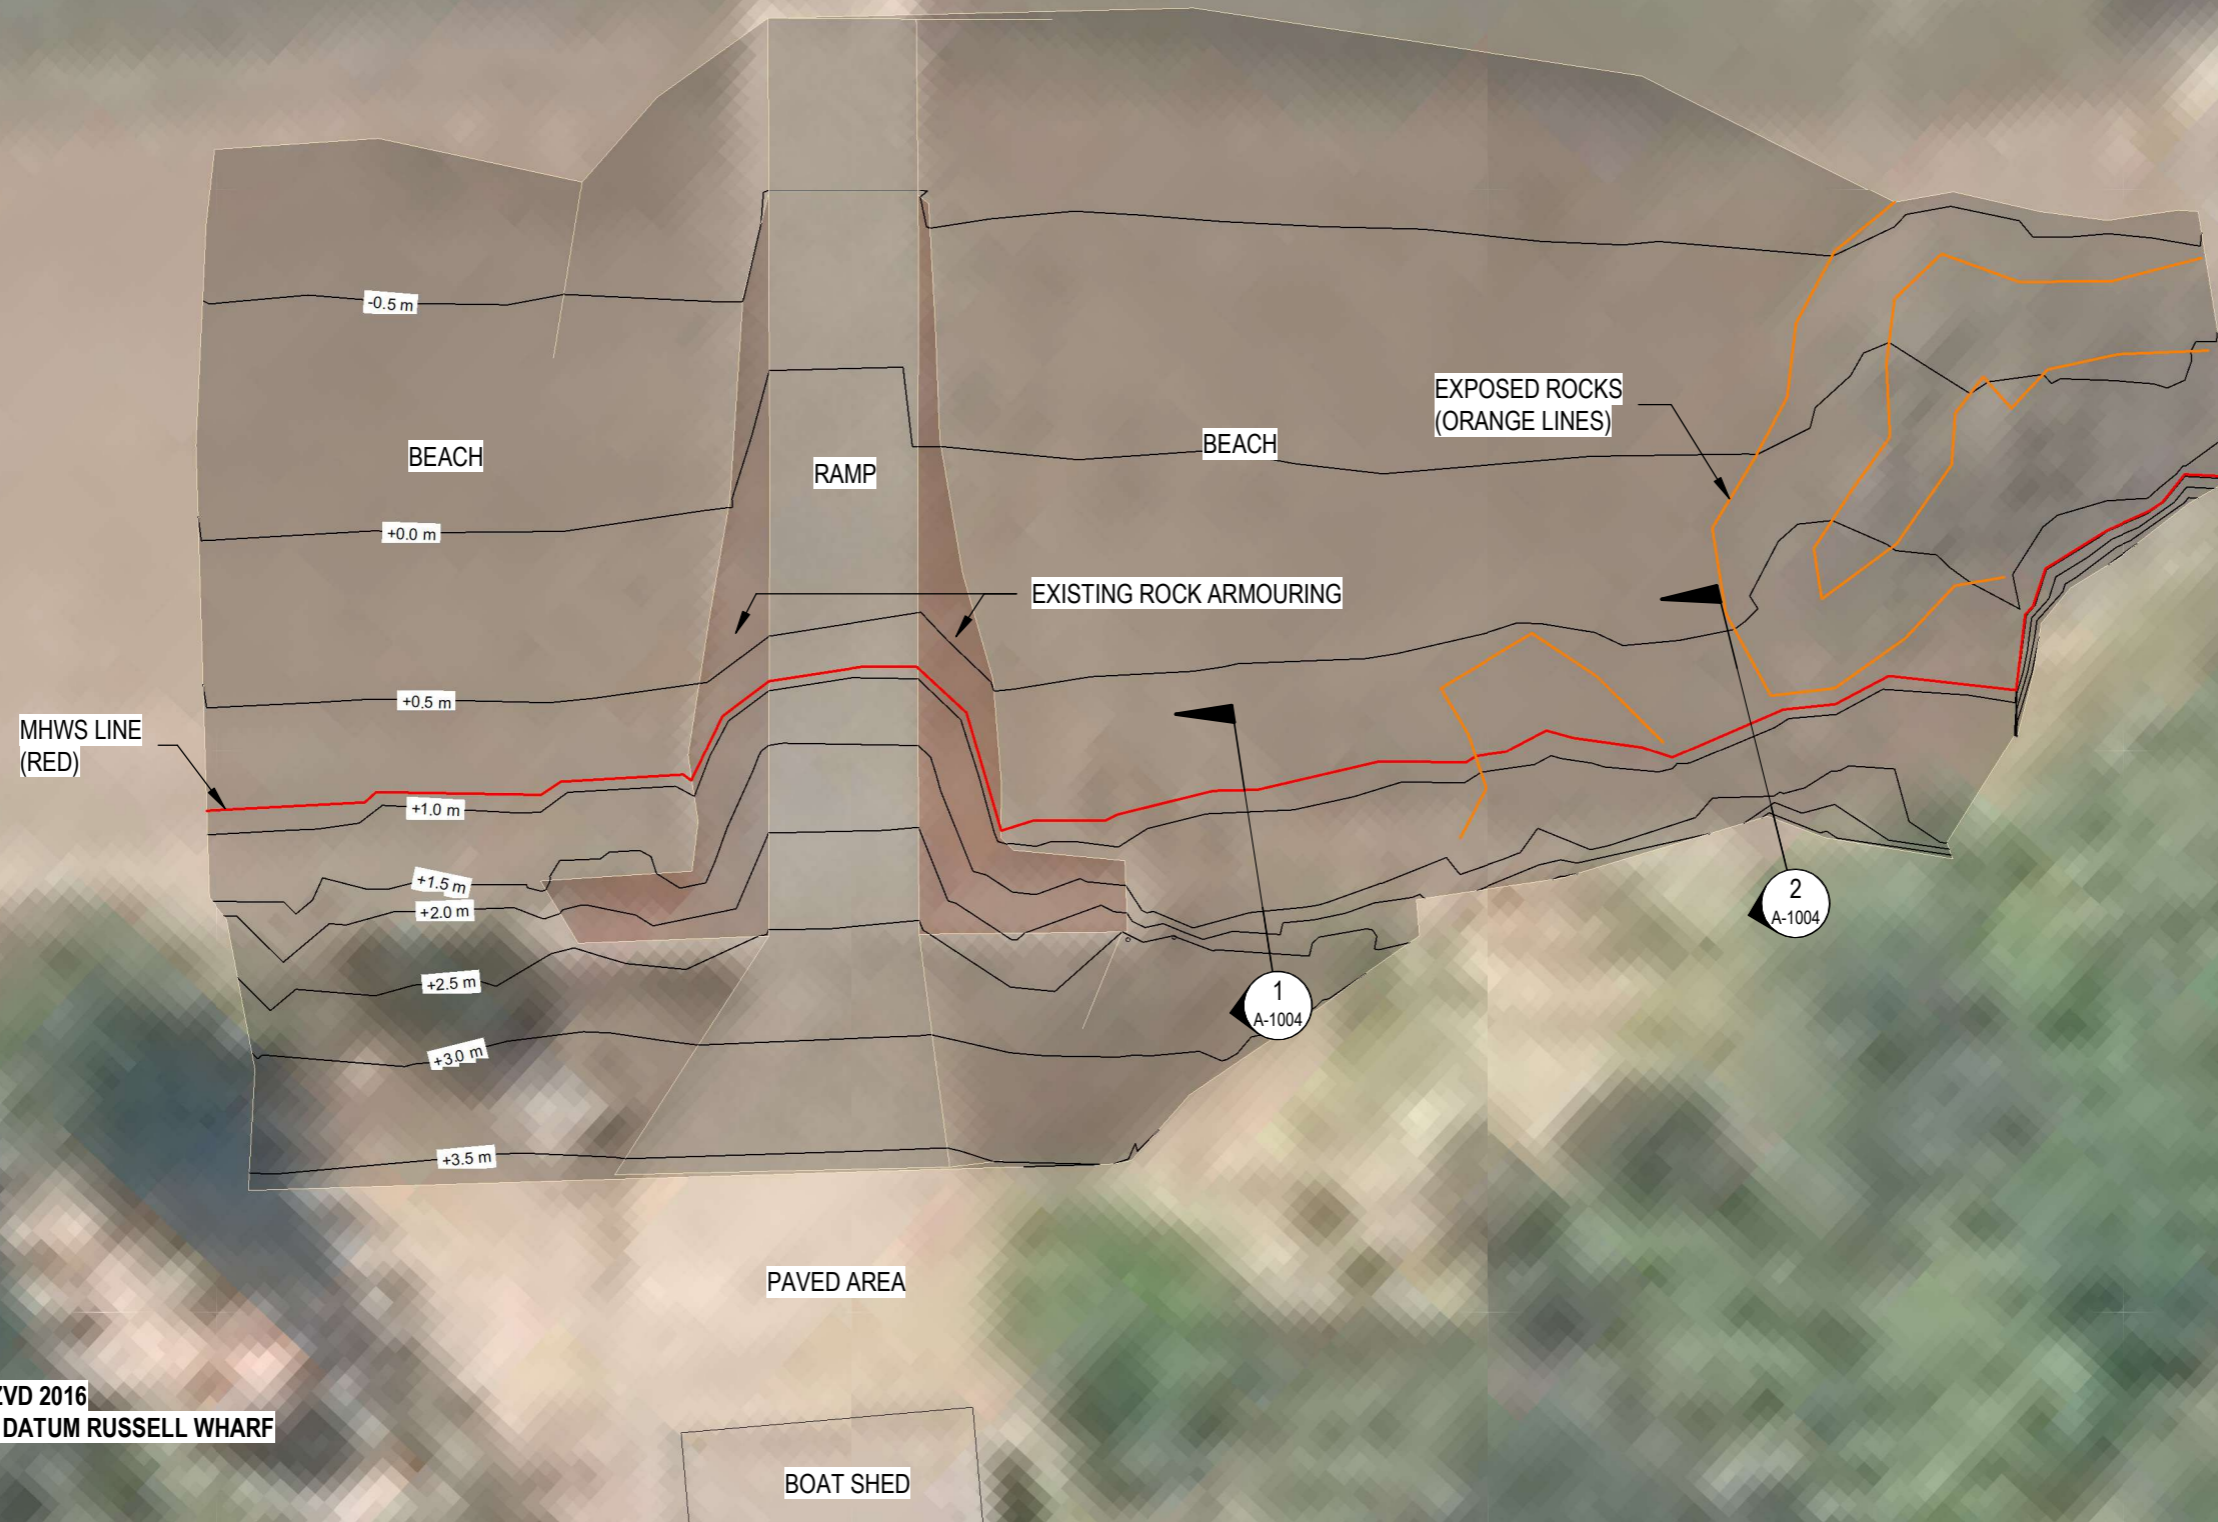 -0.5 m
EXPOSED ROCKS
(ORANGE LINES)
BEACH
BEACH
RAMP
+0.0 m
EXISTING ROCK ARMOURING
+0.5 m
MHWS LINE
(RED)
+1.0 m
+1.5 m
+2.0 m
2
A-1004
+2.5 m
1
A-1004
+3.0 m
+3.5 m
PAVED AREA
VD 2016
DATUM RUSSELL WHARF
BOAT SHED